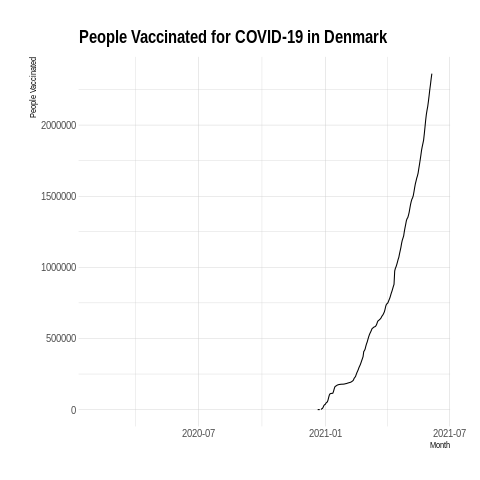 People Vaccinated for COVID-19 in Denmark
People Vaccinated
2000000
1500000
1000000
500000
0
2020-07
2021-01
2021-07
Month